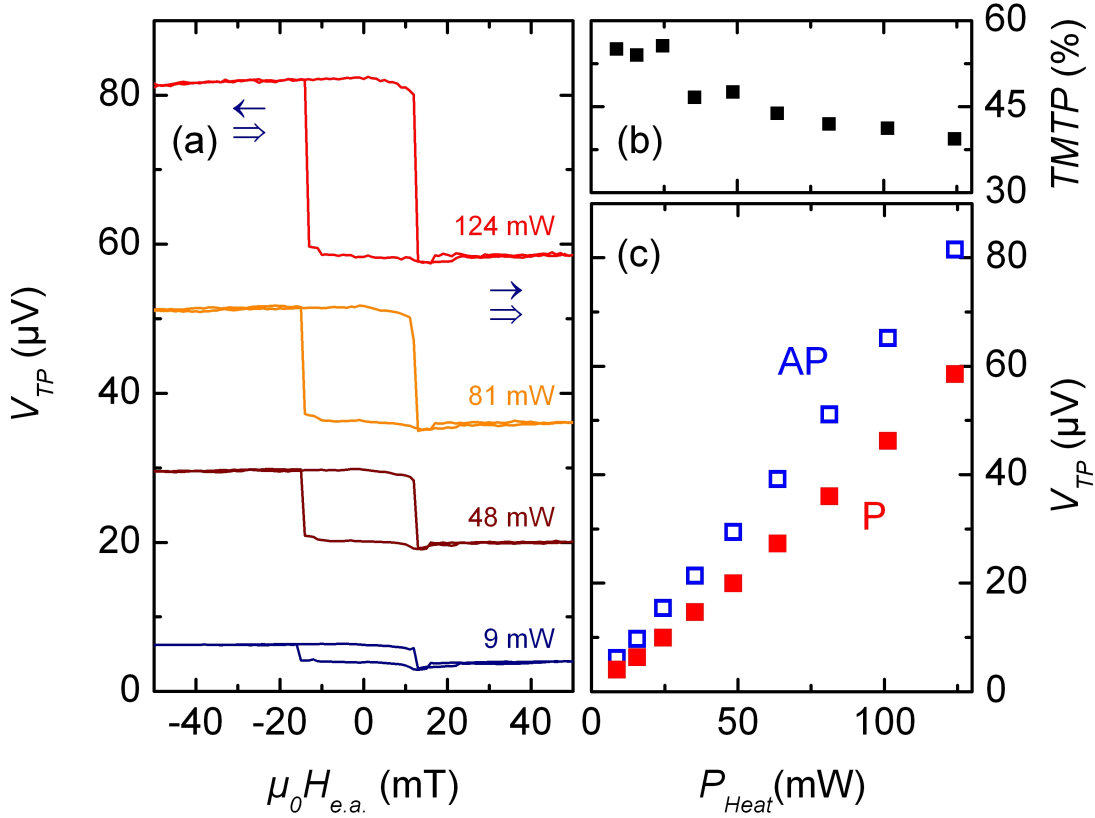 V_TP (µV)
80
60
40
20
0
(a)
← 
⇒
124 mW
→
⇒
81 mW
48 mW
9 mW
-40 -20 0 20 40
µ₀H_e.a. (mT)
(b)
60
45
30
TMTP (%)
(c)
AP
P
80
60
40
20
0
V_TP (µV)
0 50 100
P_Heat (mW)